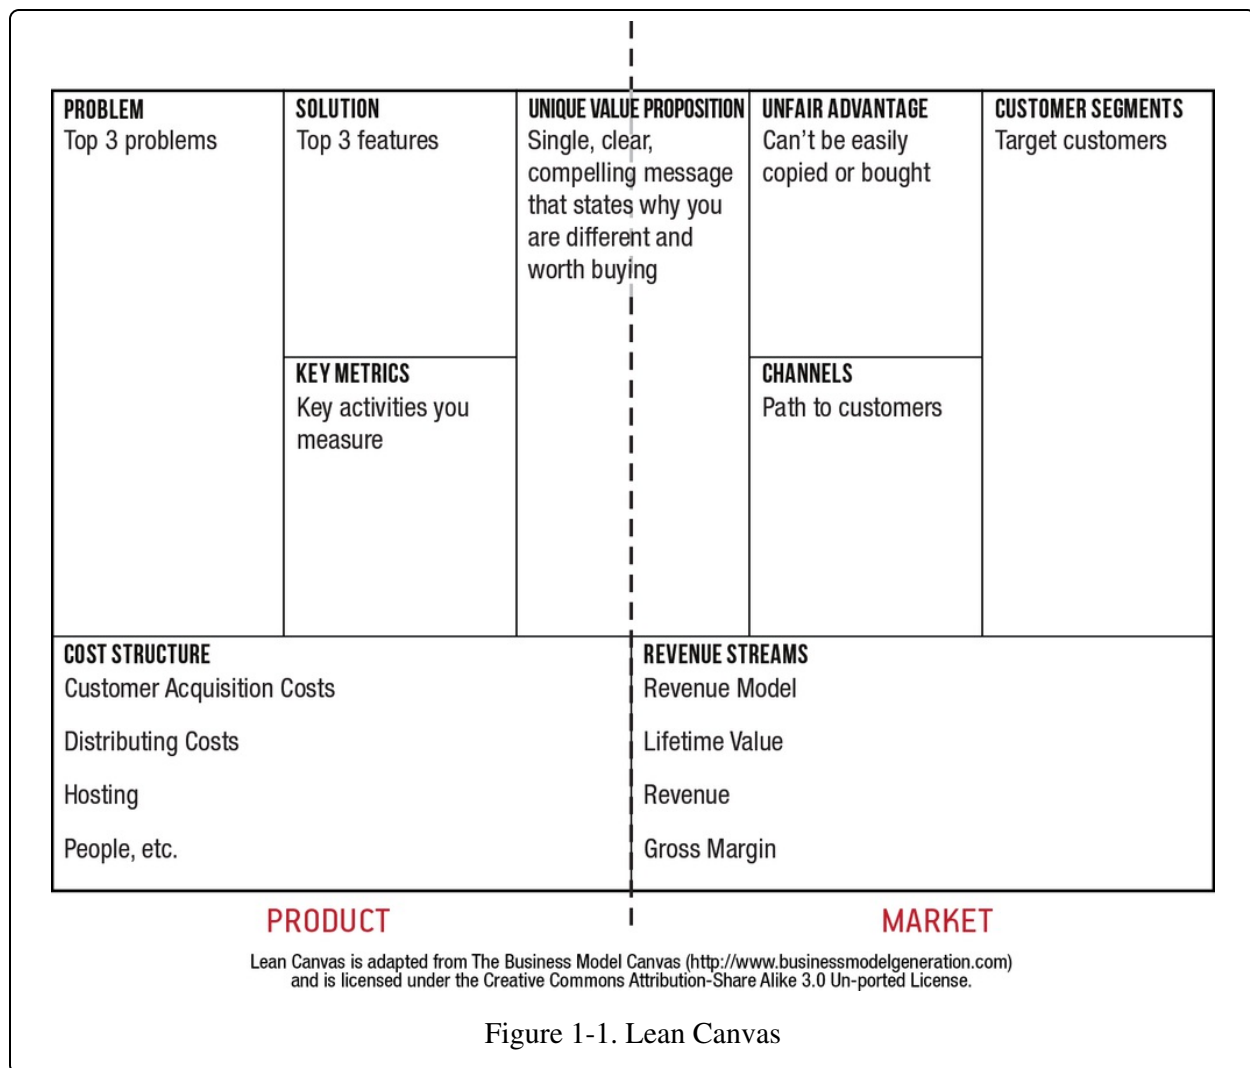 PROBLEM
Top 3 problems
SOLUTION
Top 3 features
KEY METRICS
Key activities you
measure
UNIQUE VALUE PROPOSITION
Single, clear,
compelling message
that states why you
are different and
worth buying
UNFAIR ADVANTAGE
Can't be easily
copied or bought
CHANNELS
Path to customers
CUSTOMER SEGMENTS
Target customers
COST STRUCTURE
Customer Acquisition Costs
Distributing Costs
Hosting
People, etc.
REVENUE STREAMS
Revenue Model
Lifetime Value
Revenue
Gross Margin
PRODUCT
MARKET
Lean Canvas is adapted from The Business Model Canvas (http://www.businessmodelgeneration.com)
and is licensed under the Creative Commons Attribution-Share Alike 3.0 Un-ported License.
Figure 1-1. Lean Canvas